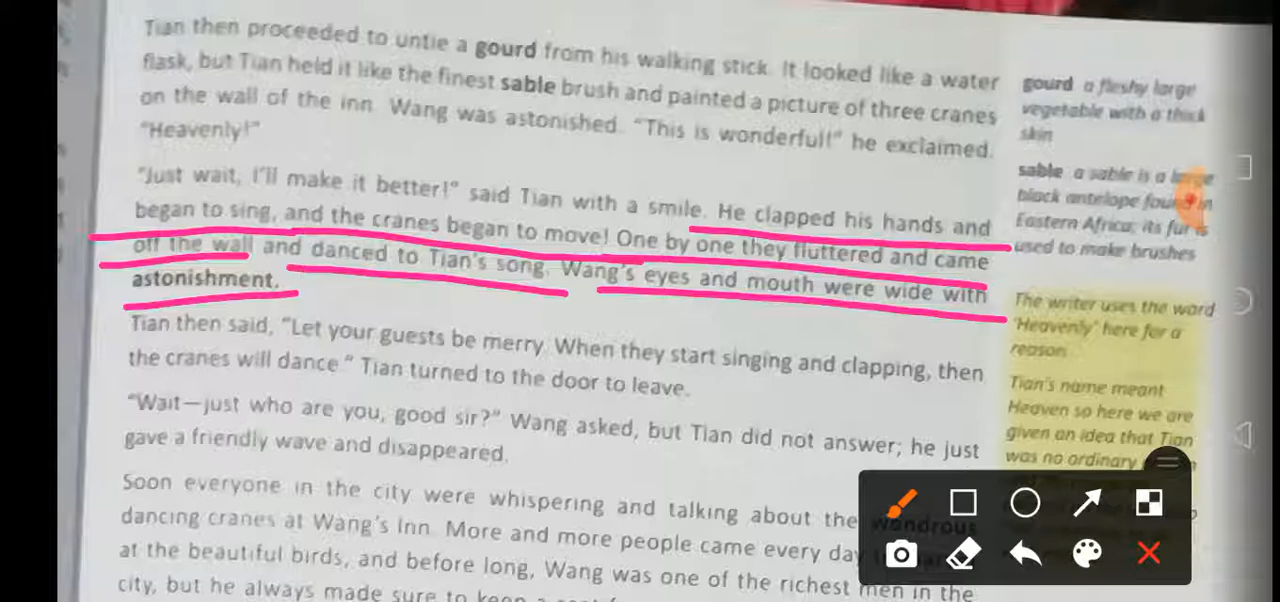 Tian then proceeded to untie a gourd from his walking stick. It looked like a water
flask, but Tian held it like the finest sable brush and painted a picture of three cranes
on the wall of the inn. Wang was astonished. "This is wonderful!" he exclaimed.
"Heavenly!"
"Just wait, I'll make it better!" said Tian with a smile. He clapped his hands and
began to sing, and the cranes began to move! One by one they fluttered and came
off the wall and danced to Tian's song. Wang's eyes and mouth were wide with
astonishment.
Tian then said, "Let your guests be merry. When they start singing and clapping, then
the cranes will dance." Tian turned to the door to leave.
"Wait—just who are you, good sir?" Wang asked, but Tian did not answer; he just
gave a friendly wave and disappeared.
Soon everyone in the city were whispering and talking about the wondrous
dancing cranes at Wang's Inn. More and more people came every day
at the beautiful birds, and before long, Wang was one of the richest men in the
city, but he always made sure to keep a
gourd a fleshy large
vegetable with a thick
skin
sable a sable is a large
black antelope found in
Eastern Africa; its fur is
used to make brushes
The writer uses the word
'Heavenly' here for a
reason.
Tian's name meant
Heaven so here we are
given an idea that Tian
was no ordinary